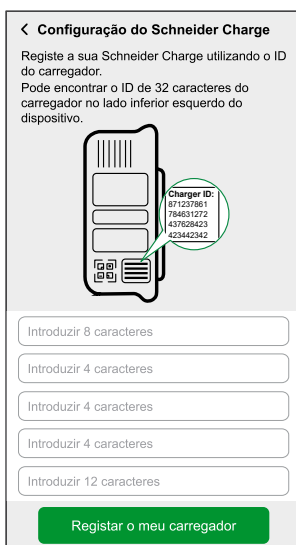 Configuração do Schneider Charge
Registe a sua Schneider Charge utilizando o ID
do carregador.
Pode encontrar o ID de 32 caracteres do
carregador no lado inferior esquerdo do
dispositivo.
Charger ID:
871237861
784631272
437628423
423442342
Introduzir 8 caracteres
Introduzir 4 caracteres
Introduzir 4 caracteres
Introduzir 4 caracteres
Introduzir 12 caracteres
Registar o meu carregador